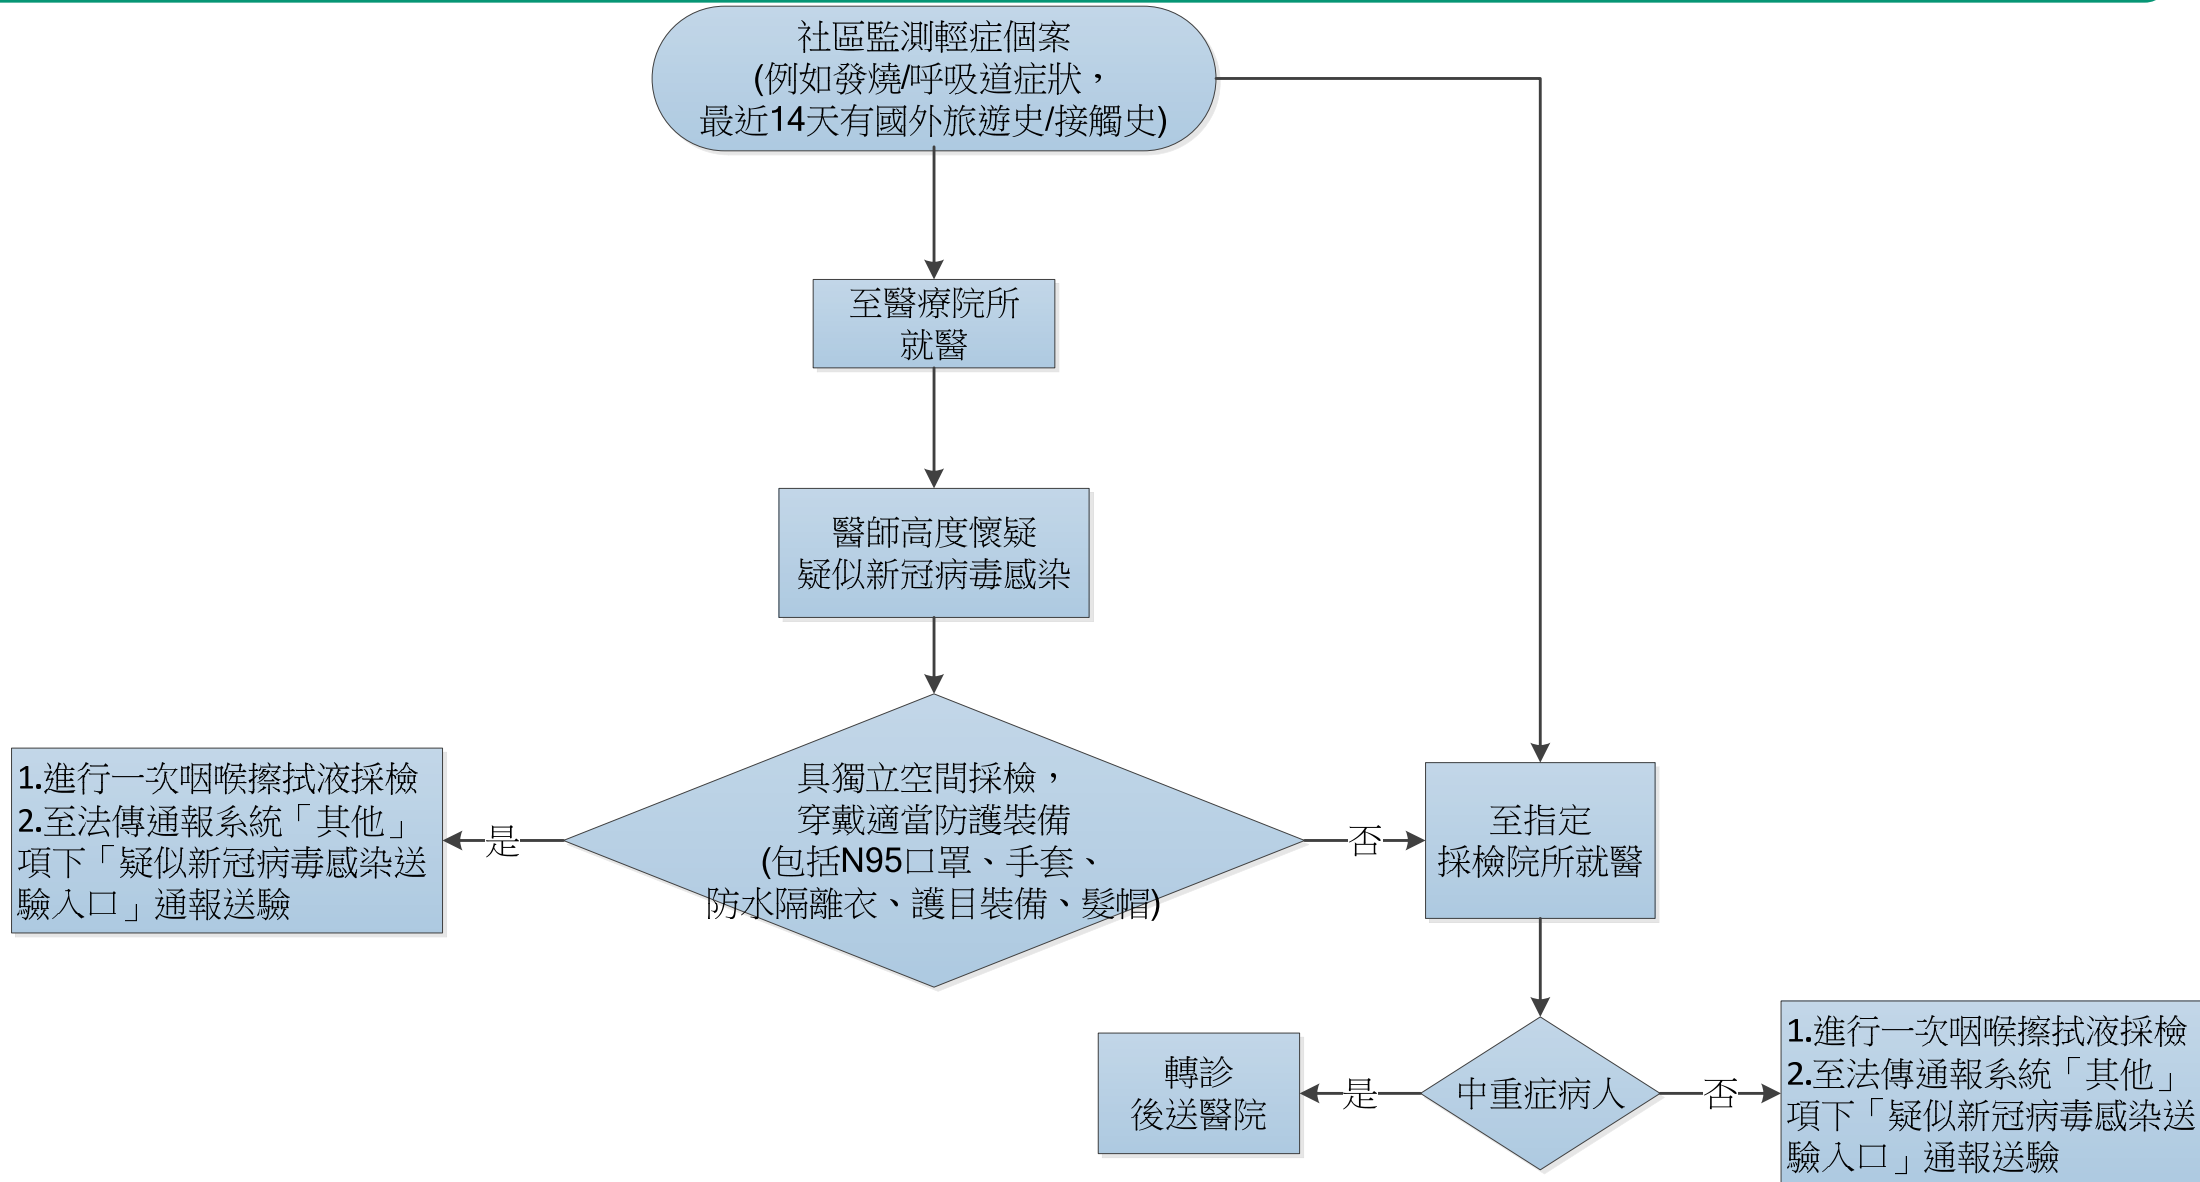 社區監測輕症個案
(例如發燒/呼吸道症狀，
最近14天有國外旅遊史/接觸史)
至醫療院所
就醫
醫師高度懷疑
疑似新冠病毒感染
具獨立空間採檢，
穿戴適當防護裝備
(包括N95口罩、手套、
防水隔離衣、護目裝備、髮帽)
是
1.進行一次咽喉擦拭液採檢
2.至法傳通報系統「其他」
項下「疑似新冠病毒感染送
驗入口」通報送驗
否
至指定
採檢院所就醫
中重症病人
是
轉診
後送醫院
否
1.進行一次咽喉擦拭液採檢
2.至法傳通報系統「其他」
項下「疑似新冠病毒感染送
驗入口」通報送驗